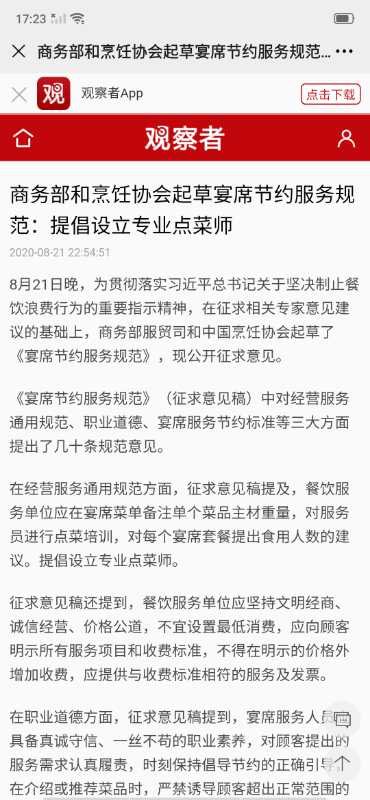 17:23
商务部和烹饪协会起草宴席节约服务规范...
观
观察者App
点击下载
观察者
商务部和烹饪协会起草宴席节约服务规
范：提倡设立专业点菜师
2020-08-21 22:54:51
8月21日晚，为贯彻落实习近平总书记关于坚决制止餐
饮浪费行为的重要指示精神，在征求相关专家意见建
议的基础上，商务部服贸司和中国烹饪协会起草了
《宴席节约服务规范》，现公开征求意见。
《宴席节约服务规范》（征求意见稿）中对经营服务
通用规范、职业道德、宴席服务节约标准等三大方面
提出了几十条规范意见。
在经营服务通用规范方面，征求意见稿提及，餐饮服
务单位应在宴席菜单备注单个菜品主材重量，对服务
员进行点菜培训，对每个宴席套餐提出食用人数的建
议。提倡设立专业点菜师。
征求意见稿还提到，餐饮服务单位应坚持文明经商、
诚信经营、价格公道，不宜设置最低消费，应向顾客
明示所有服务项目和收费标准，不得在明示的价格外
增加收费，应提供与收费标准相符的服务及发票。
在职业道德方面，征求意见稿提到，宴席服务人员
具备真诚守信、一丝不苟的职业素养，对顾客提出的
服务需求认真履责，时刻保持倡导节约的正确引导，
在介绍或推荐菜品时，严禁诱导顾客超出正常范围的